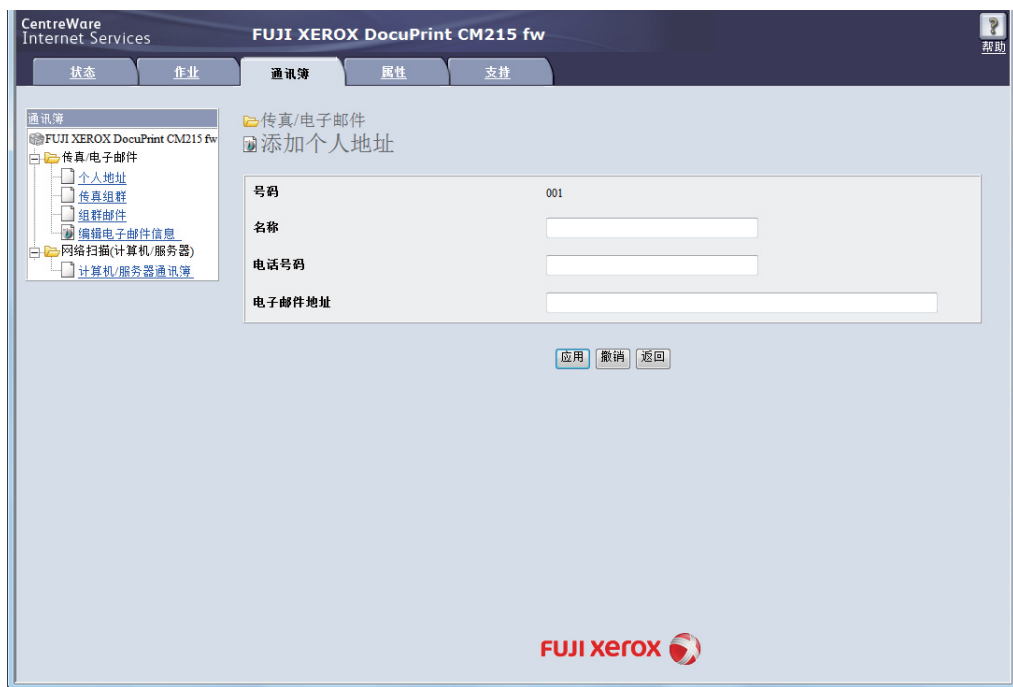 CentreWare
Internet Services
FUJI XEROX DocuPrint CM215 fw
?
帮助
状态 作业 通讯簿 属性 支持
通讯簿
FUJI XEROX DocuPrint CM215 fw
传真/电子邮件
个人地址
传真组群
组群邮件
编辑电子邮件信息
网络扫描(计算机/服务器)
计算机/服务器通讯簿
传真/电子邮件
添加个人地址
号码 001
名称
电话号码
电子邮件地址
应用 撤销 返回
FUJI xerox